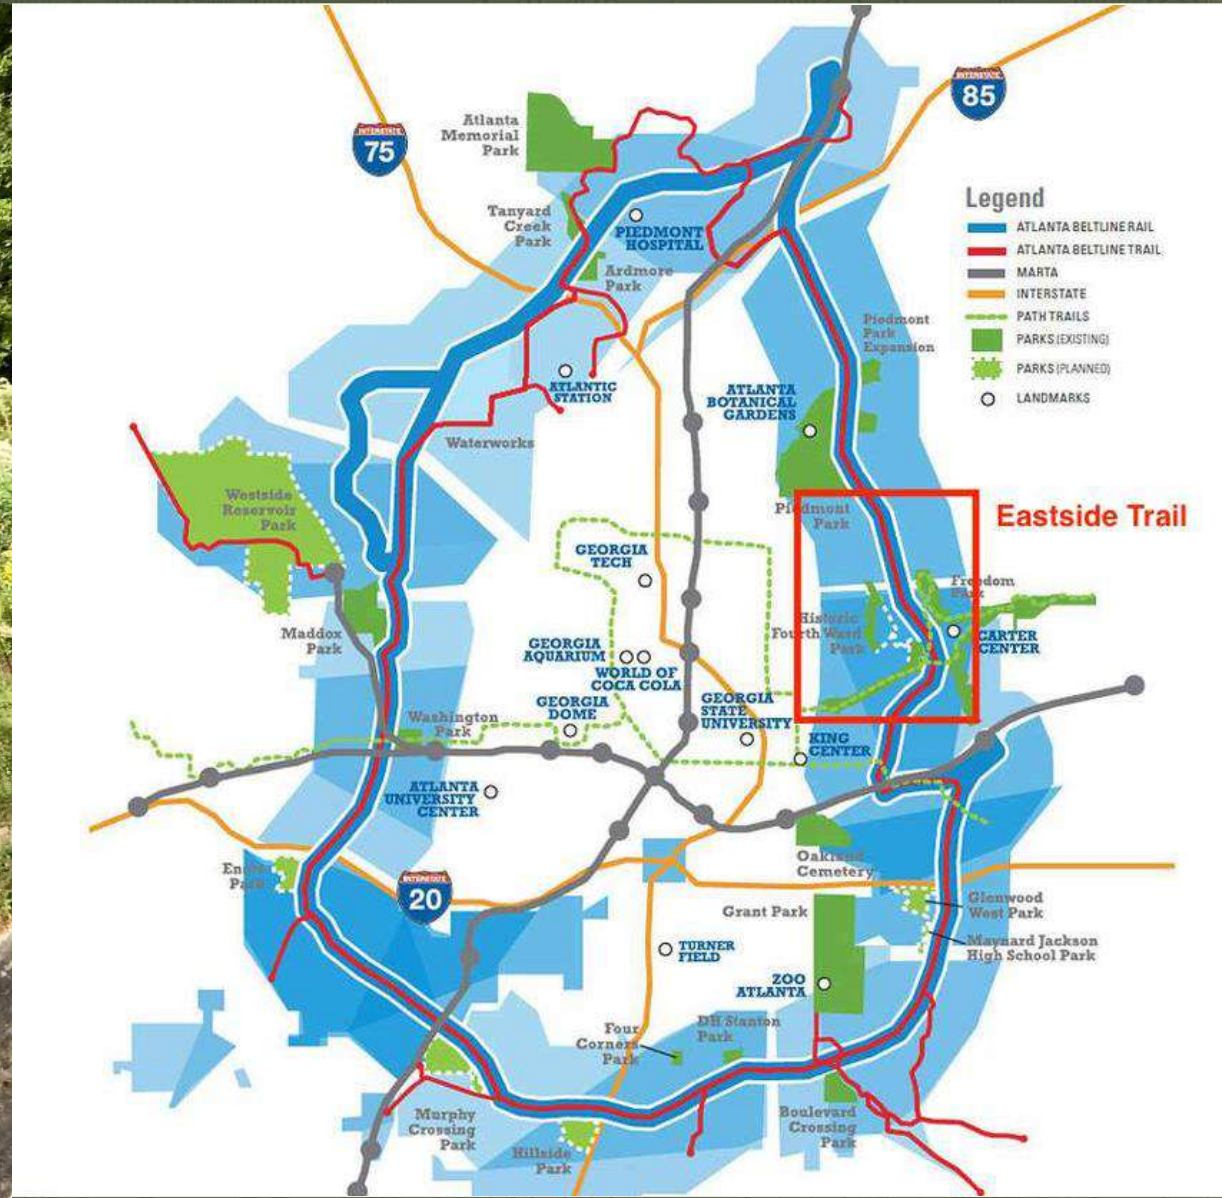 INTERSTATE
85
INTERSTATE
75
Atlanta
Memorial
Park
Tanyard
Creek
Park
PIEDMONT
HOSPITAL
Ardmore
Park
Legend
ATLANTA BELTLINE RAIL
ATLANTA BELTLINE TRAIL
MARTA
INTERSTATE
PATH TRAILS
PARKS (EXISTING)
PARKS (PLANNED)
LANDMARKS
Piedmont
Park
Expansion
ATLANTIC
STATION
ATLANTA
BOTANICAL
GARDENS
Waterworks
Westside
Reservoir
Park
Piedmont
Park
Eastside Trail
GEORGIA
TECH
Freedom
Park
Historic
Fourth Ward
Park
CARTER
CENTER
Maddox
Park
GEORGIA
AQUARIUM
WORLD OF
COCA COLA
GEORGIA
DOME
GEORGIA
STATE
UNIVERSITY
Washington
Park
KING
CENTER
ATLANTA
UNIVERSITY
CENTER
Oakland
Cemetery
INTERSTATE
20
Grant Park
Glenwood
West Park
Maynard Jackson
High School Park
TURNER
FIELD
ZOO
ATLANTA
Four
Corners
Park
DH Stanton
Park
Murphy
Crossing
Park
Hillside
Park
Boulevard
Crossing
Park